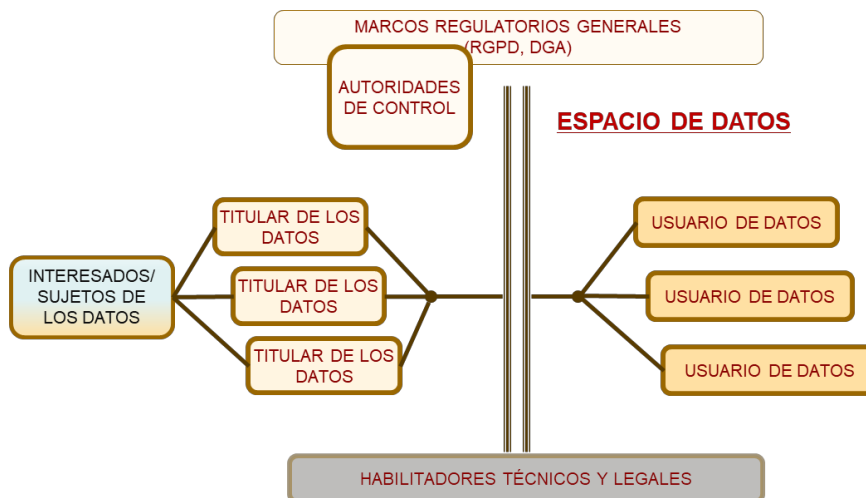 MARCOS REGULATORIOS GENERALES
(RGPD, DGA)
AUTORIDADES
DE CONTROL
ESPACIO DE DATOS
TITULAR DE LOS
DATOS
USUARIO DE DATOS
INTERESADOS/
SUJETOS DE
LOS DATOS
TITULAR DE LOS
DATOS
USUARIO DE DATOS
TITULAR DE LOS
DATOS
USUARIO DE DATOS
HABILITADORES TÉCNICOS Y LEGALES